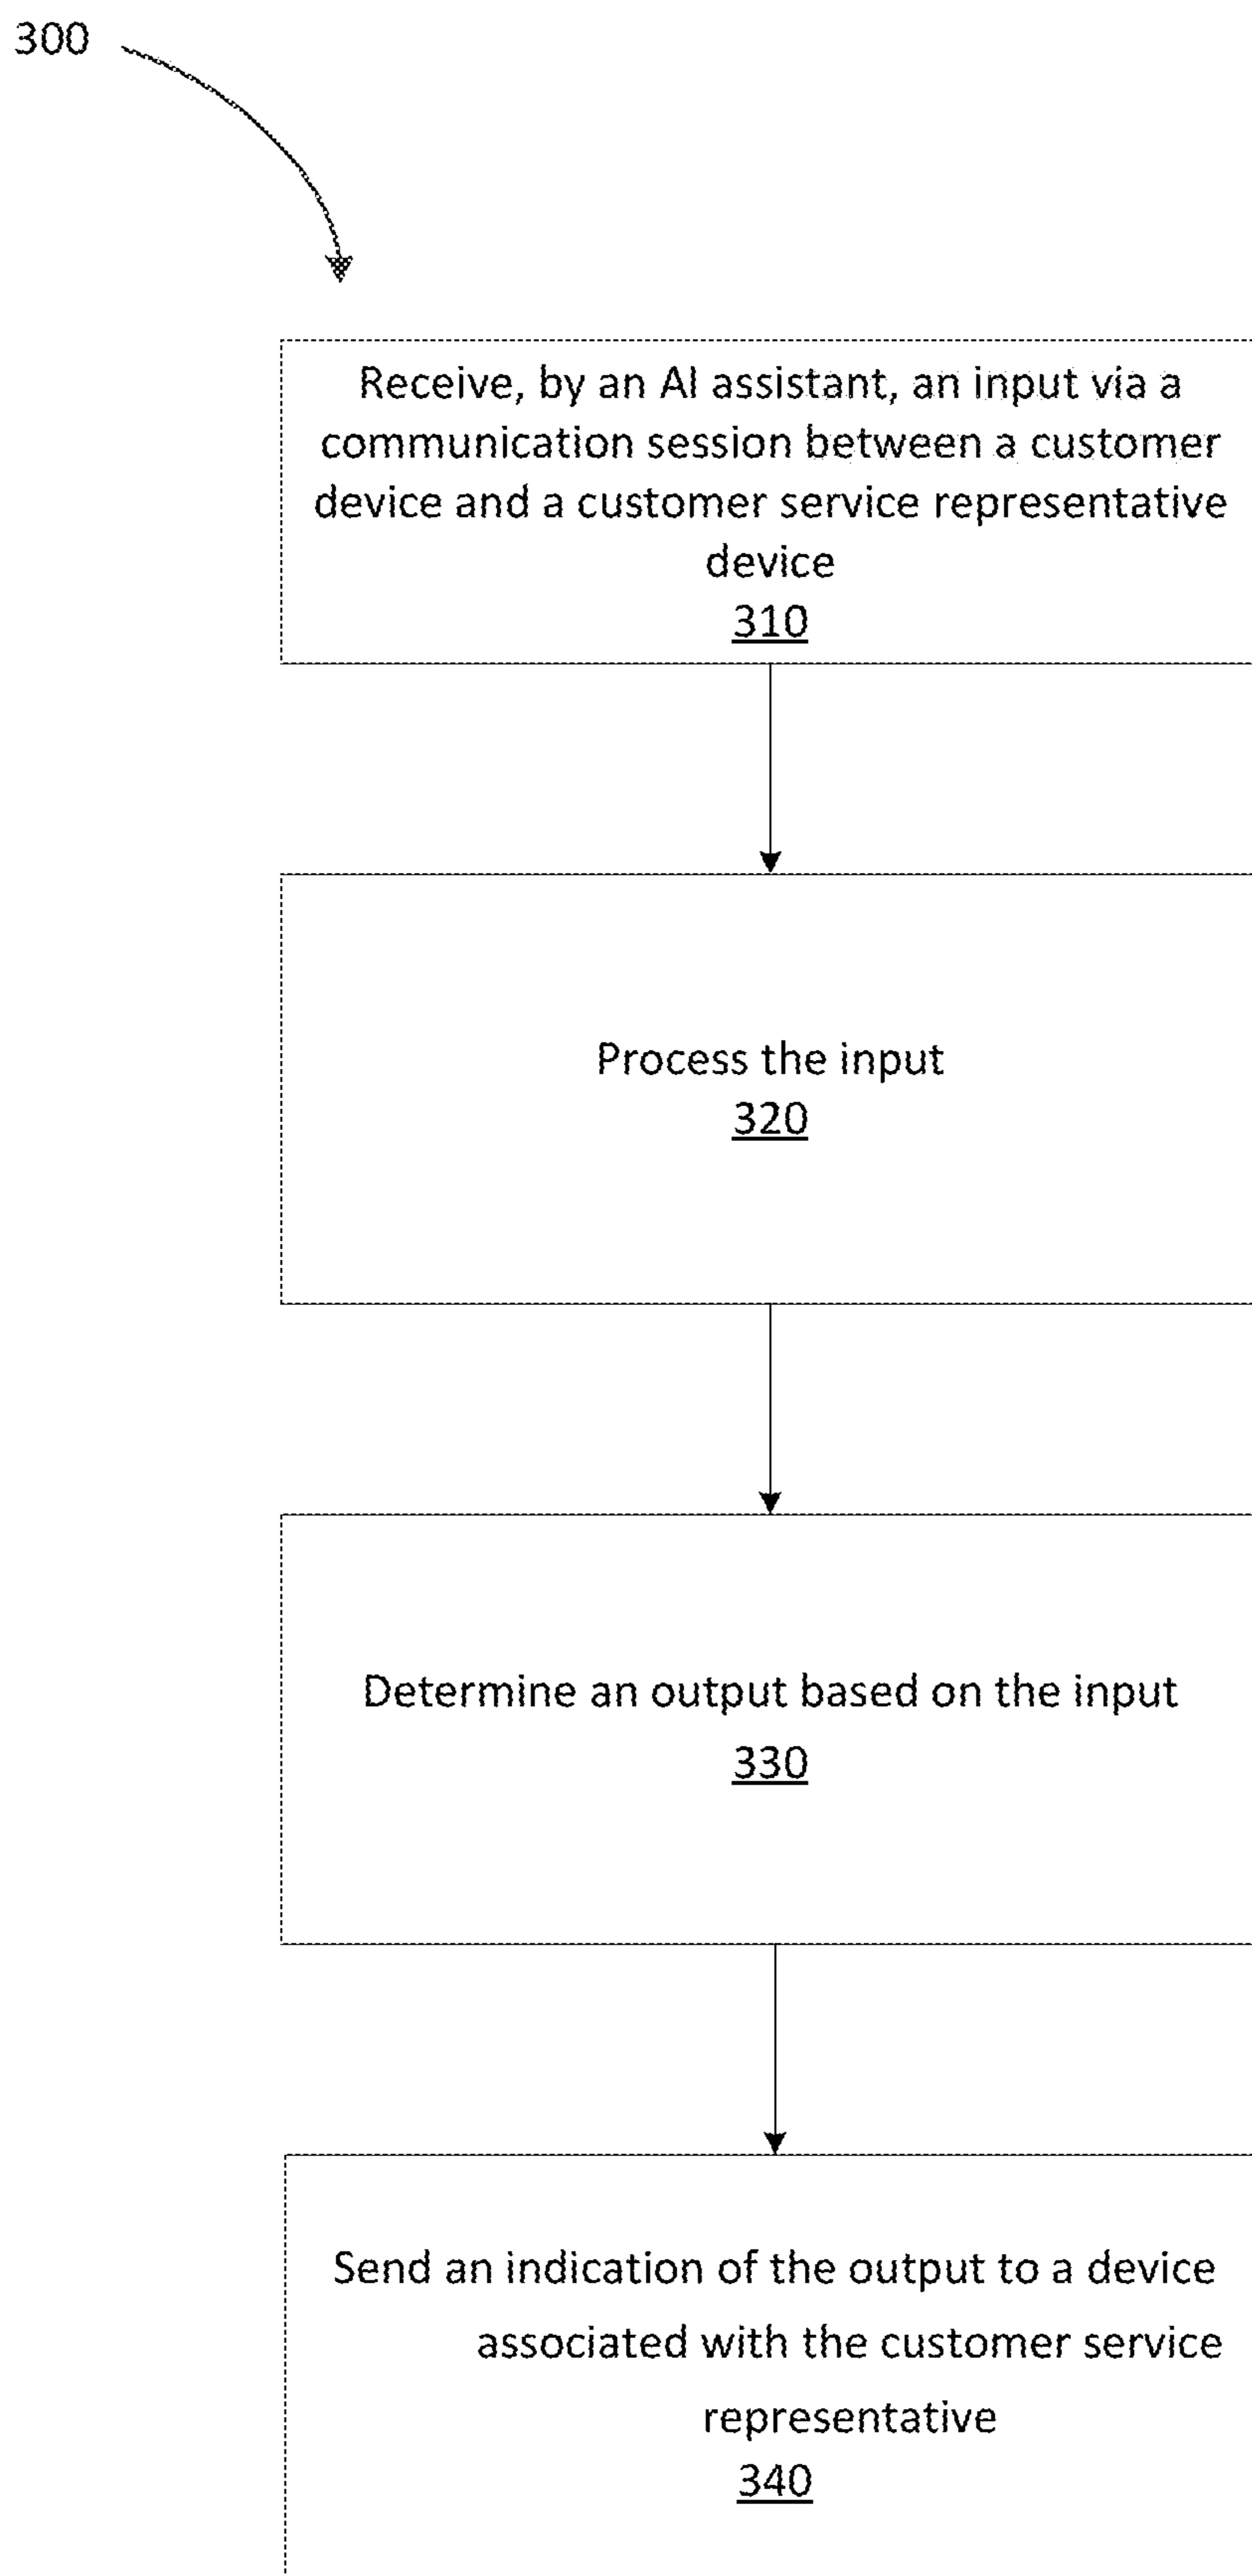 300
Receive, by an AI assistant, an input via a
communication session between a customer
device and a customer service representative
device
310
Process the input
320
Determine an output based on the input
330
Send an indication of the output to a device
associated with the customer service
representative
340